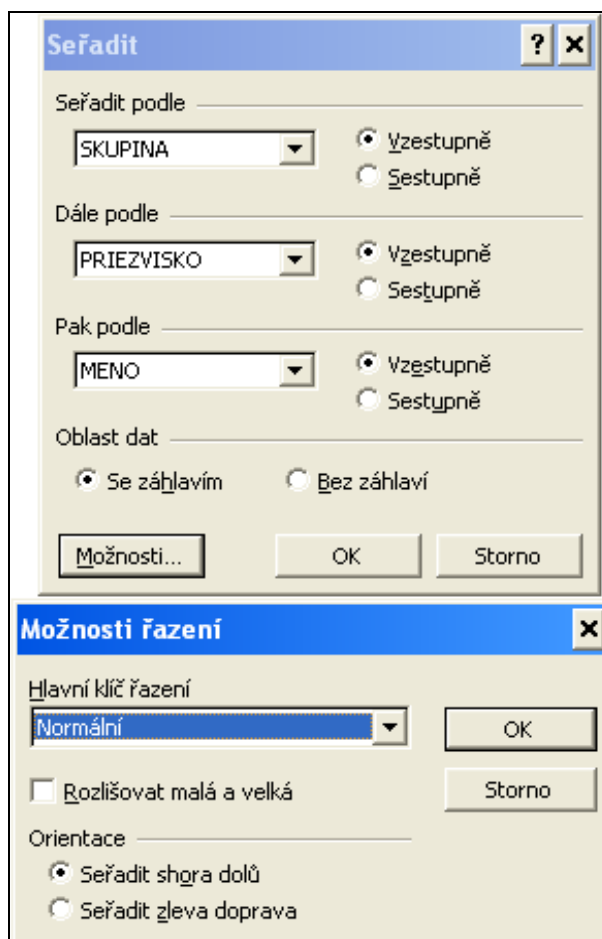 Seřadit
Seřadit podle
SKUPINA
Vzestupně
Sestupně
Dále podle
PRIEZVISKO
Vzestupně
Sestupně
Pak podle
MENO
Vzestupně
Sestupně
Oblast dat
Se záhlavím Bez záhlaví
Možnosti... OK Storno
Možnosti řazení
Hlavní klíč řazení
Normální OK
Rozlišovat malá a velká Storno
Orientace
Seřadit shora dolů
Seřadit zleva doprava